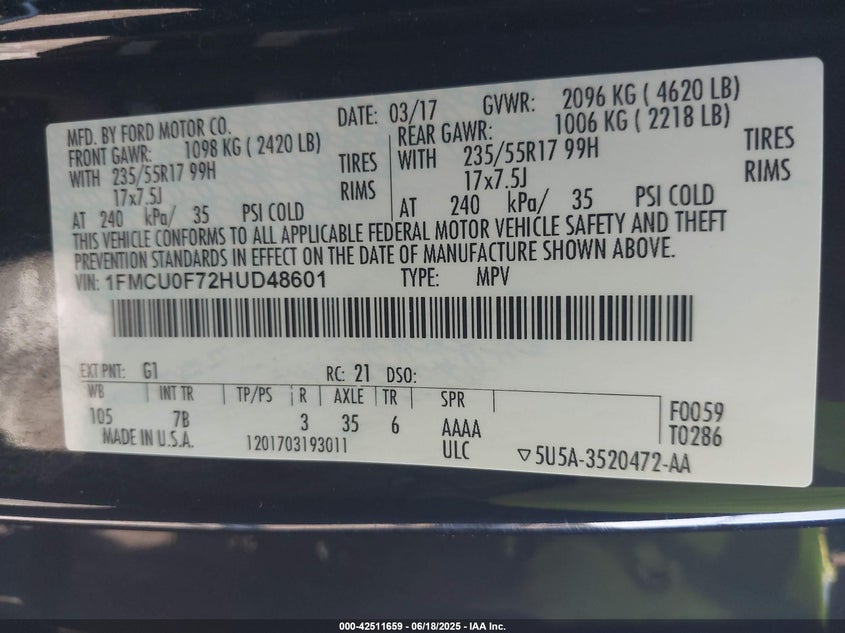 MFD. BY FORD MOTOR CO.
DATE: 03/17 GVWR: 2096 KG ( 4620 LB)
FRONT GAWR: 1098 KG ( 2420 LB)
REAR GAWR: 1006 KG ( 2218 LB)
WITH 235/55R17 99H TIRES
WITH 235/55R17 99H TIRES
17x7.5J RIMS
17x7.5J RIMS
AT 240 kPa/ 35 PSI COLD
AT 240 kPa/ 35 PSI COLD
THIS VEHICLE CONFORMS TO ALL APPLICABLE FEDERAL MOTOR VEHICLE SAFETY AND THEFT
PREVENTION STANDARDS IN EFFECT ON THE DATE OF MANUFACTURE SHOWN ABOVE.
VIN: 1FMCU0F72HUD48601 TYPE: MPV
EXT PNT: G1 RC: 21 DSO:
WB INT TR TP/PS R AXLE TR SPR
105 7B 3 35 6 AAAA F0059
MADE IN U.S.A. 1201703193011 ULC T0286
▽5U5A-3520472-AA
000-42511659 - 06/18/2025 - IAA Inc.